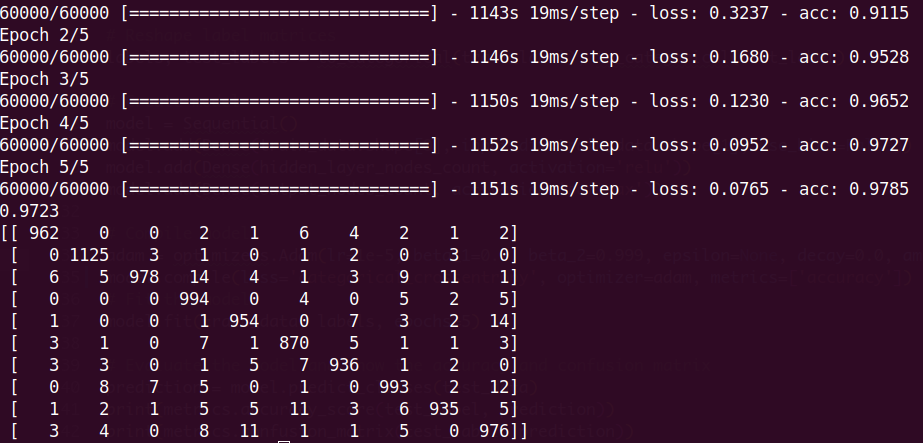 60000/60000 [==============================] - 1143s 19ms/step - loss: 0.3237 - acc: 0.9115
Epoch 2/5
60000/60000 [==============================] - 1146s 19ms/step - loss: 0.1680 - acc: 0.9528
Epoch 3/5
60000/60000 [==============================] - 1150s 19ms/step - loss: 0.1230 - acc: 0.9652
Epoch 4/5
60000/60000 [==============================] - 1152s 19ms/step - loss: 0.0952 - acc: 0.9727
Epoch 5/5
60000/60000 [==============================] - 1151s 19ms/step - loss: 0.0765 - acc: 0.9785
0.9723
[[ 962    0    0    2    1    6    4    2    1    2]
 [   0 1125    3    1    0    1    2    0    3    0]
 [   6    5  978   14    4    1    3    9   11    1]
 [   0    0    0  994    0    4    0    5    2    5]
 [   1    0    0    1  954    0    7    3    2   14]
 [   3    1    0    7    1  870    5    1    1    3]
 [   3    3    0    1    5    7  936    1    2    0]
 [   0    8    7    5    0    1    0  993    2   12]
 [   1    2    1    5    5   11    3    6  935    5]
 [   3    4    0    8   11    1    1    5    0  976]]